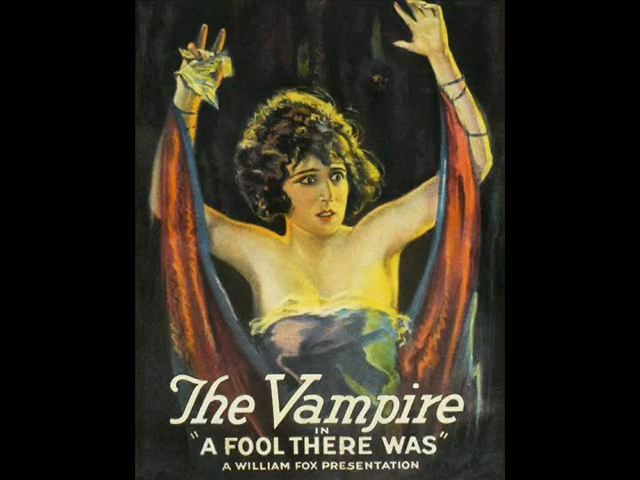 The Vampire
IN
"A FOOL THERE WAS"
A WILLIAM FOX PRESENTATION